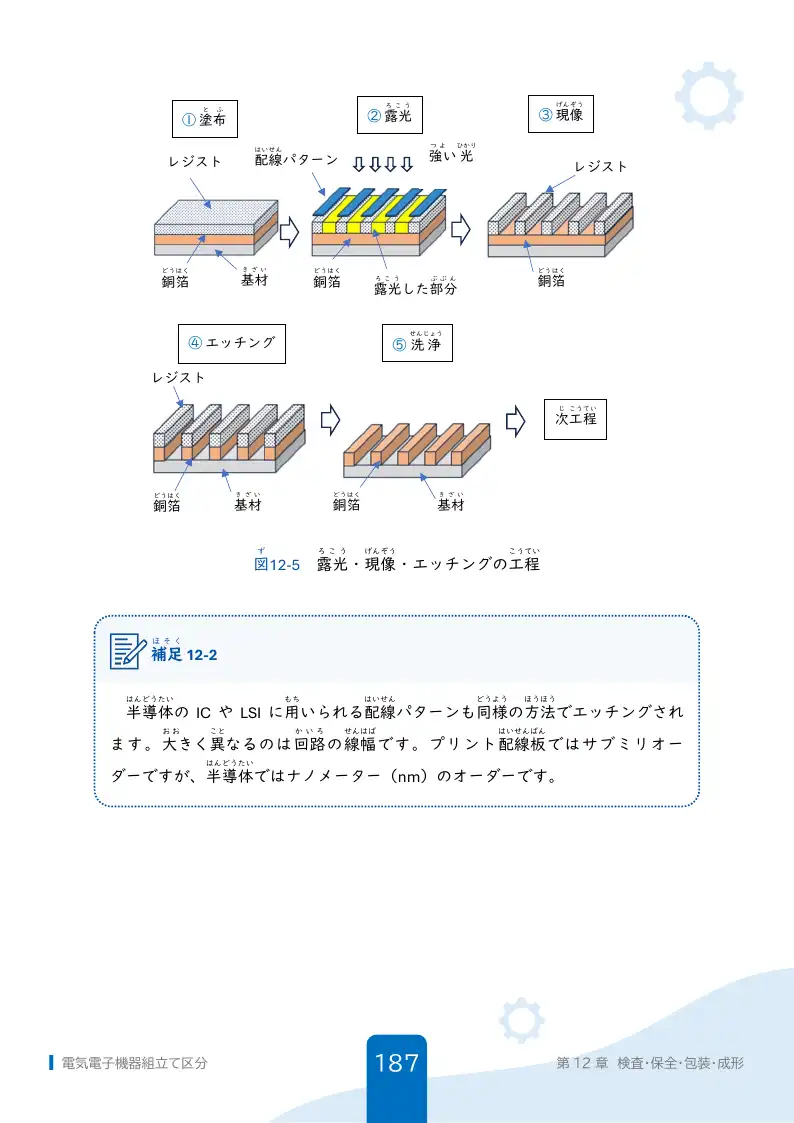 ① 塗布
② 露光
③ 現像
レジスト
配線パターン
強い光
レジスト
銅箔
基材
銅箔
露光した部分
銅箔
④ エッチング
⑤ 洗浄
レジスト
次工程
銅箔
基材
銅箔
基材
図12-5 露光・現像・エッチングの工程
補足 12-2
半導体の IC や LSI に用いられる配線パターンも同様の方法でエッチングされ
ます。大きく異なるのは回路の線幅です。プリント配線板ではサブミリオー
ダーですが、半導体ではナノメーター（nm）のオーダーです。
電気電子機器組立て区分
187
第 12 章 検査･保全･包装･成形